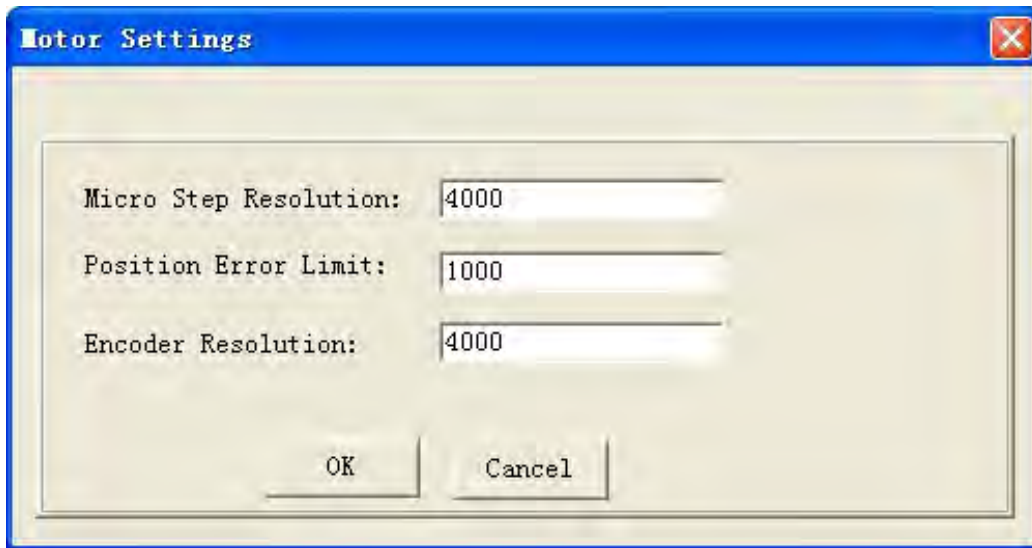 Motor Settings
Micro Step Resolution: 4000
Position Error Limit: 1000
Encoder Resolution: 4000
OK Cancel